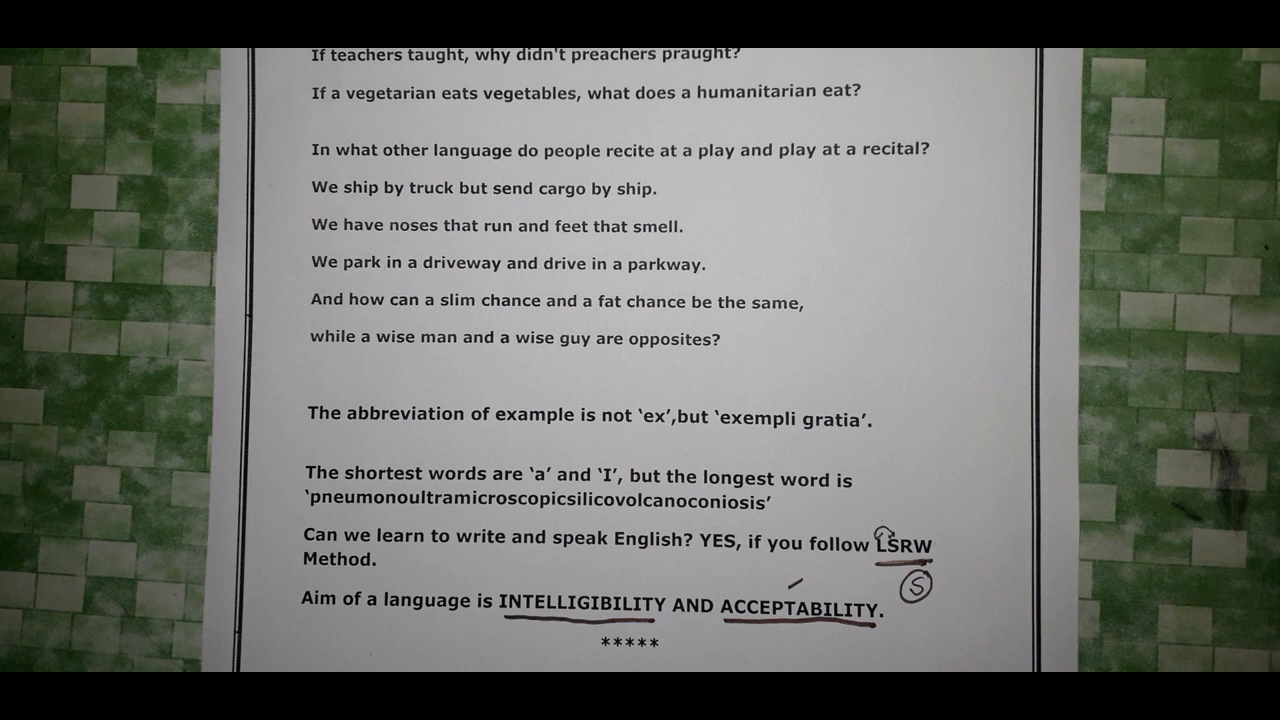 If teachers taught, why didn't preachers praught?
If a vegetarian eats vegetables, what does a humanitarian eat?
In what other language do people recite at a play and play at a recital?
We ship by truck but send cargo by ship.
We have noses that run and feet that smell.
We park in a driveway and drive in a parkway.
And how can a slim chance and a fat chance be the same,
while a wise man and a wise guy are opposites?
The abbreviation of example is not ‘ex’,but ‘exempli gratia’.
The shortest words are ‘a’ and ‘I’, but the longest word is
‘pneumonoultramicroscopicsilicovolcanoconiosis’
Can we learn to write and speak English? YES, if you follow LSRW
Method.
S
Aim of a language is INTELLIGIBILITY AND ACCEPTABILITY.
*****